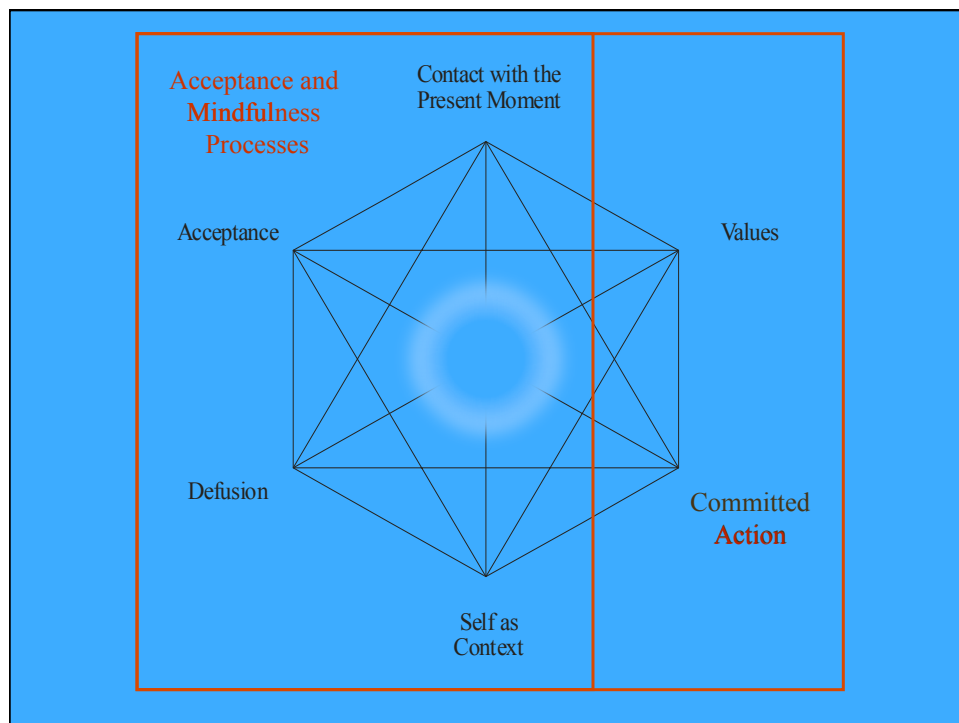 Acceptance and
Mindfulness
Processes
Contact with the
Present Moment
Acceptance
Values
Defusion
Committed
Action
Self as
Context